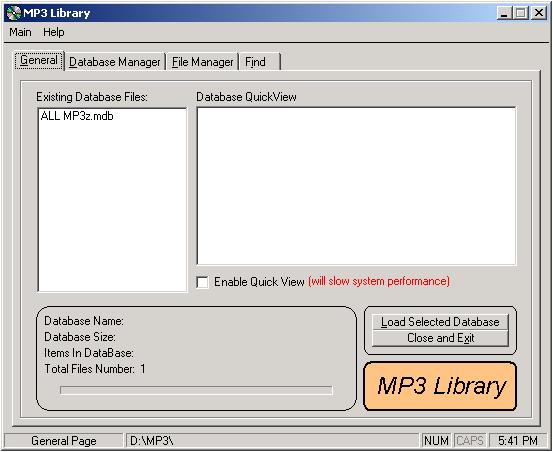 MP3 Library
Main Help
General Database Manager File Manager Find
Existing Database Files: Database QuickView
ALL MP3z.mdb
Enable Quick View (will slow system performance)
Database Name:
Database Size:
Items In DataBase:
Total Files Number: 1
Load Selected Database
Close and Exit
MP3 Library
General Page D:\MP3\ NUM CAPS 5:41 PM